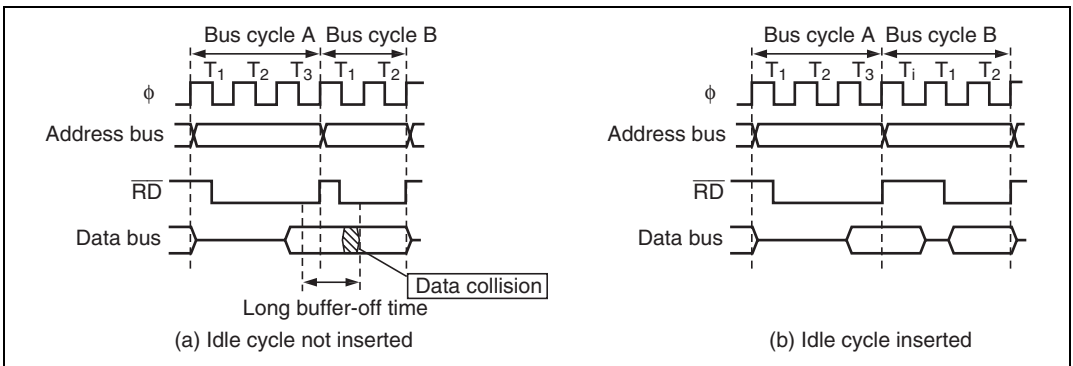 Bus cycle A Bus cycle B
T1 T2 T3 T1 T2
ϕ
Address bus
RD
Data bus
Data collision
Long buffer-off time
(a) Idle cycle not inserted
Bus cycle A Bus cycle B
T1 T2 T3 Ti T1 T2
ϕ
Address bus
RD
Data bus
(b) Idle cycle inserted